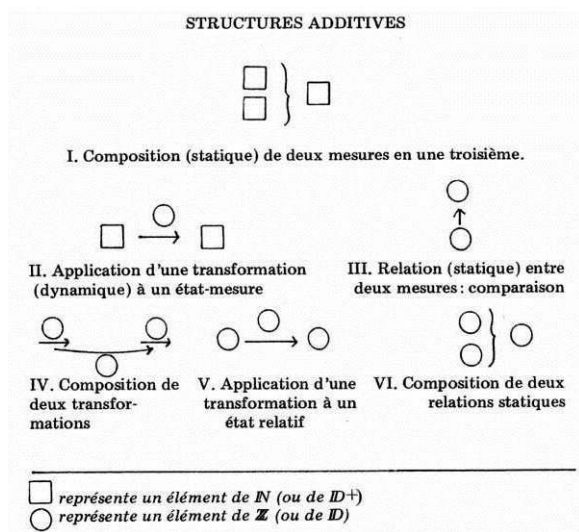 STRUCTURES ADDITIVES
I. Composition (statique) de deux mesures en une troisième.
II. Application d'une transformation
(dynamique) à un état-mesure
III. Relation (statique) entre
deux mesures : comparaison
IV. Composition de
deux transfor-
mations
V. Application d'une
transformation à un
état relatif
VI. Composition de deux
relations statiques
représente un élément de ℕ (ou de 𝔻+)
représente un élément de ℤ (ou de 𝔻)